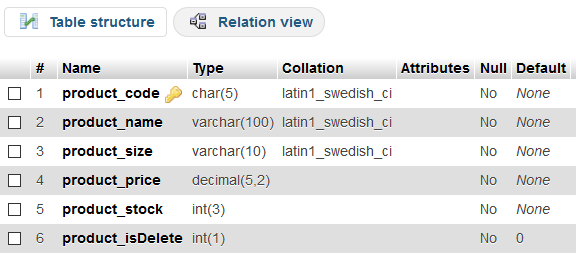 Table structure Relation view
# Name Type Collation Attributes Null Default
1 product_code char(5) latin1_swedish_ci No None
2 product_name varchar(100) latin1_swedish_ci No None
3 product_size varchar(10) latin1_swedish_ci No None
4 product_price decimal(5,2) No None
5 product_stock int(3) No None
6 product_isDelete int(1) No 0